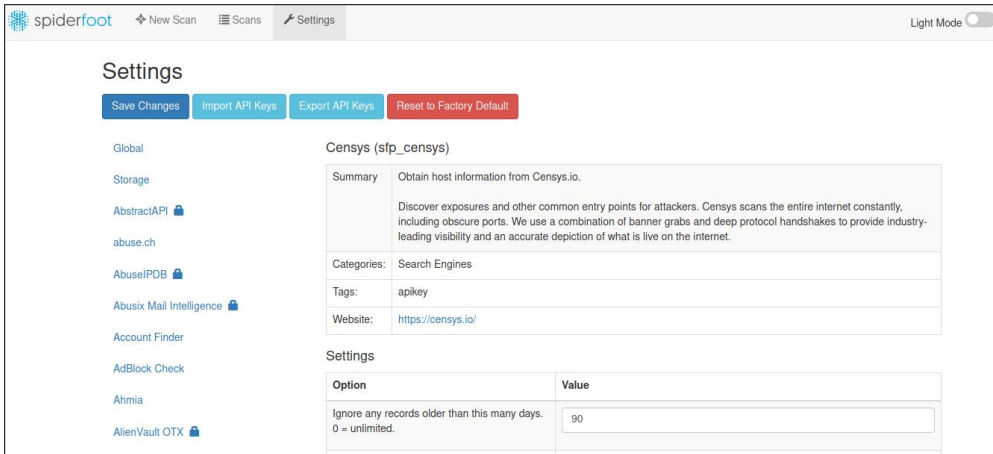 spiderfoot New Scan Scans Settings Light Mode
Settings
Save Changes Import API Keys Export API Keys Reset to Factory Default
Global
Storage
AbstractAPI
abuse.ch
AbuseIPDB
Abusix Mail Intelligence
Account Finder
AdBlock Check
Ahmia
AlienVault OTX
Censys (sfp_censys)
Summary Obtain host information from Censys.io.
Discover exposures and other common entry points for attackers. Censys scans the entire internet constantly,
including obscure ports. We use a combination of banner grabs and deep protocol handshakes to provide industry-
leading visibility and an accurate depiction of what is live on the internet.
Categories: Search Engines
Tags: apikey
Website: https://censys.io/
Settings
Option Value
Ignore any records older than this many days. 90
0 = unlimited.